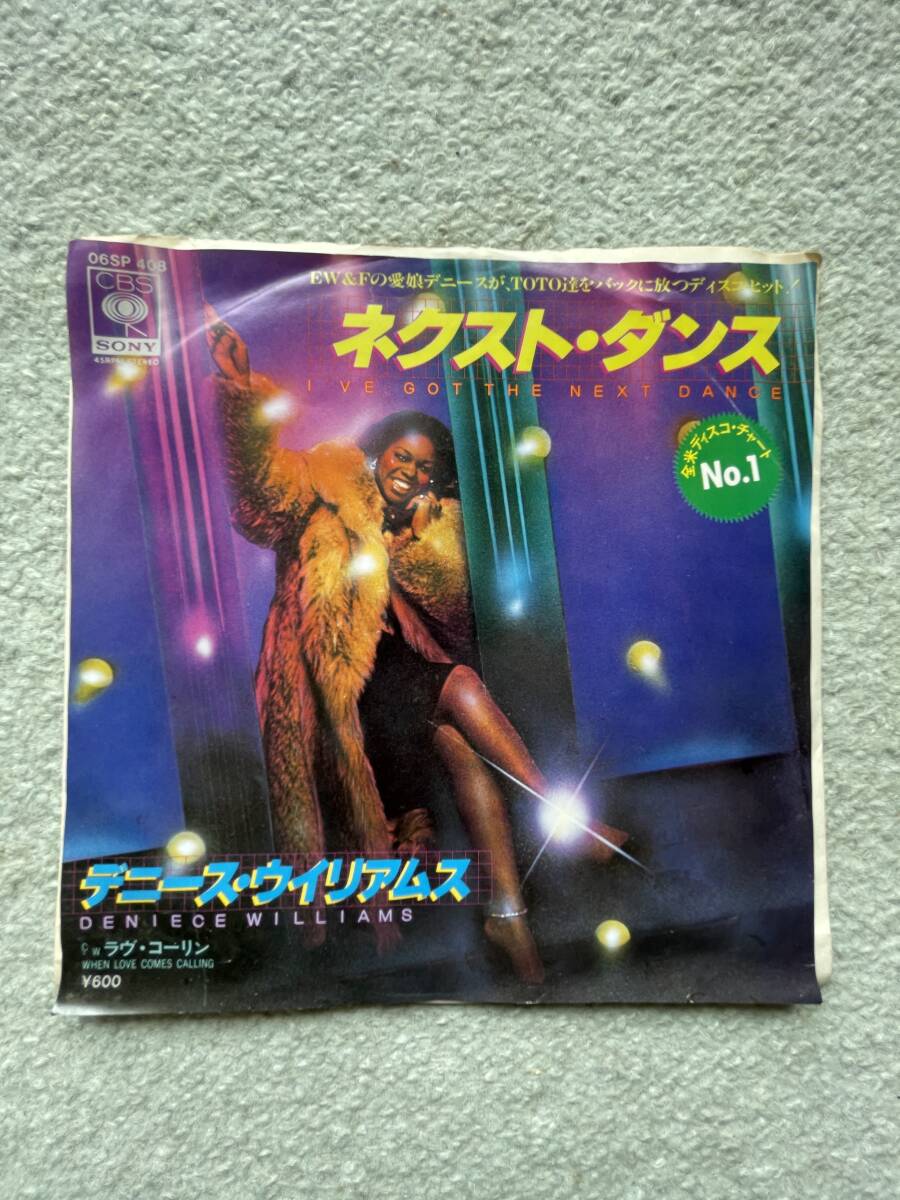 06SP 408
CBS
SONY
45RPM STEREO
EW&Fの愛娘デニースが、TOTO達をバックに放つディスコ・ヒット!
ネクスト・ダンス
I'VE GOT THE NEXT DANCE
全米ディスコ・チャート
No.1
デニース・ウイリアムス
DENIECE WILLIAMS
C/W ラヴ・コーリン
WHEN LOVE COMES CALLING
¥600